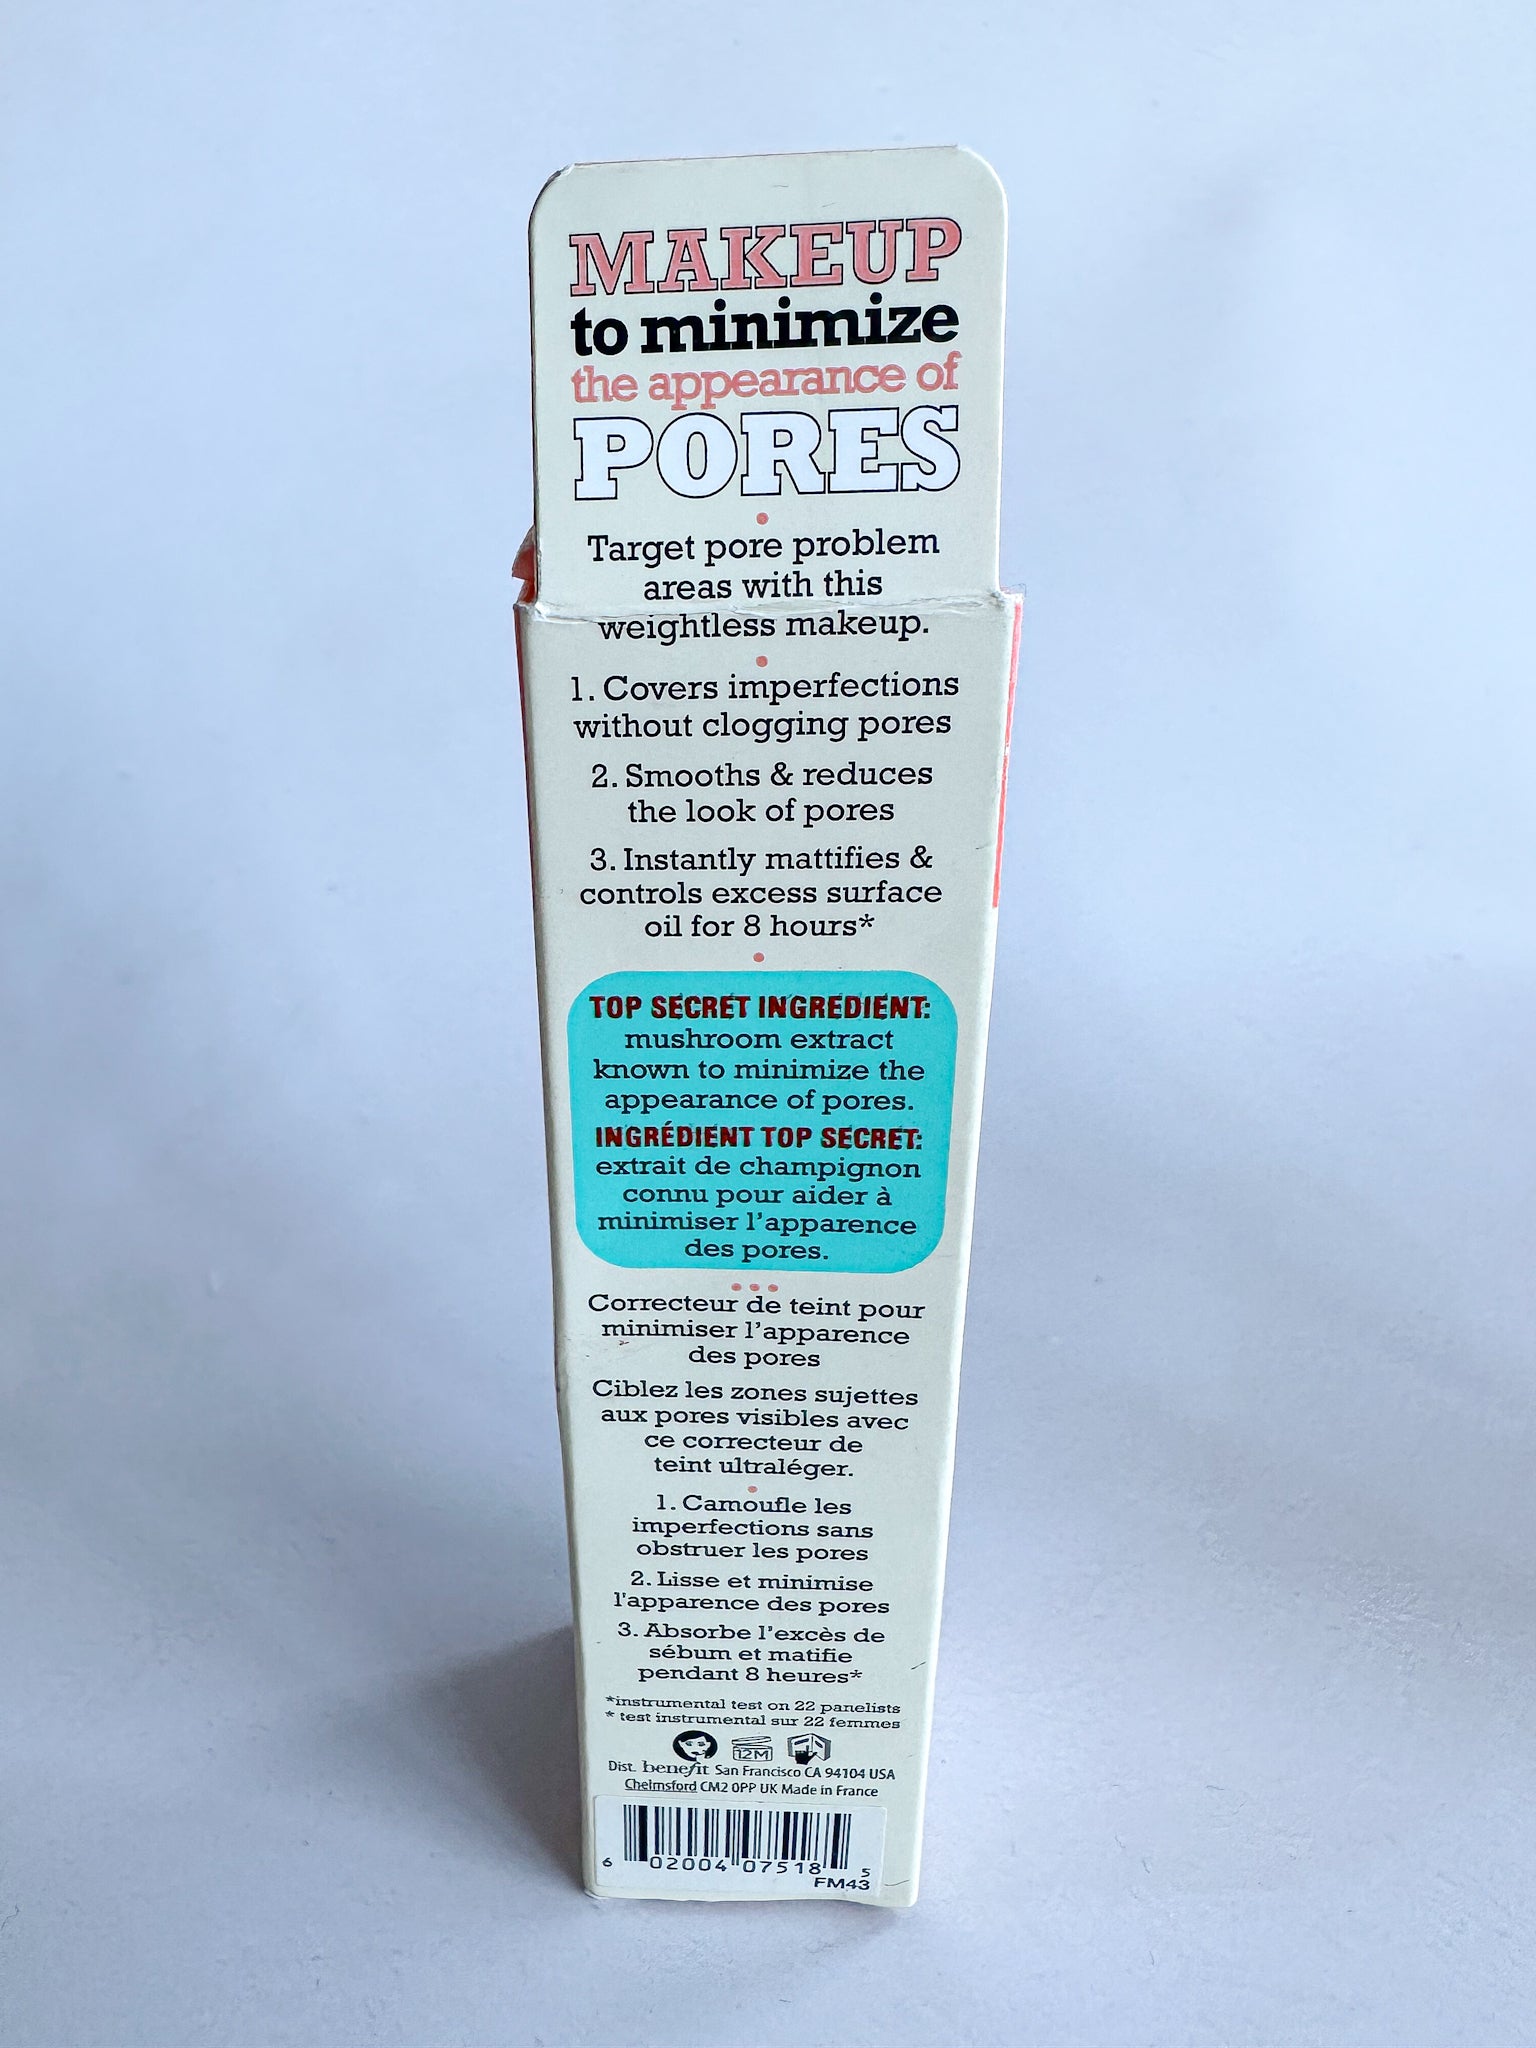 MAKEUP
to minimize
the appearance of
PORES
Target pore problem
areas with this
weightless makeup.
1. Covers imperfections
without clogging pores
2. Smooths & reduces
the look of pores
3. Instantly mattifies &
controls excess surface
oil for 8 hours*
TOP SECRET INGREDIENT:
mushroom extract
known to minimize the
appearance of pores.
INGRÉDIENT TOP SECRET:
extrait de champignon
connu pour aider à
minimiser l'apparence
des pores.
Correcteur de teint pour
minimiser l'apparence
des pores
Ciblez les zones sujettes
aux pores visibles avec
ce correcteur de
teint ultraléger.
1. Camoufle les
imperfections sans
obstruer les pores
2. Lisse et minimise
l'apparence des pores
3. Absorbe l'excès de
sébum et matifie
pendant 8 heures*
*instrumental test on 22 panelists
* test instrumental sur 22 femmes
12M
Dist. benefit San Francisco CA 94104 USA
Chelmsford CM2 0PP UK Made in France
6 02004 07518 5
FM43